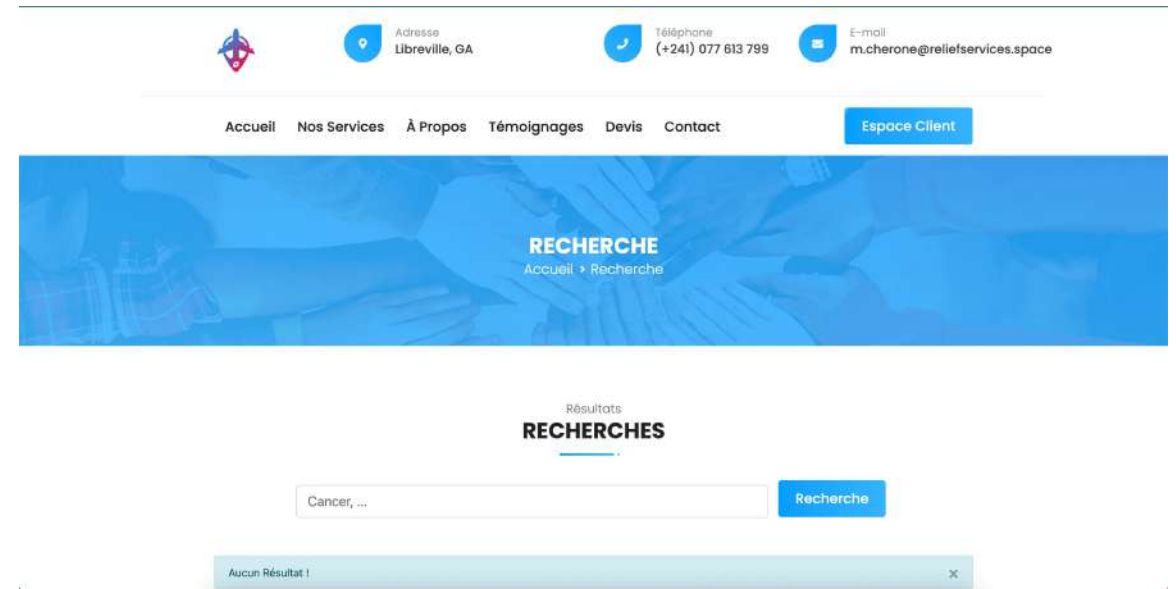 Adresse
Libreville, GA
Téléphone
(+241) 077 613 799
E-mail
m.cherone@reliefservices.space
Accueil Nos Services À Propos Témoignages Devis Contact Espace Client
RECHERCHE
Accueil > Recherche
Résultats
RECHERCHES
Cancer, ... Recherche
Aucun Résultat ! ×